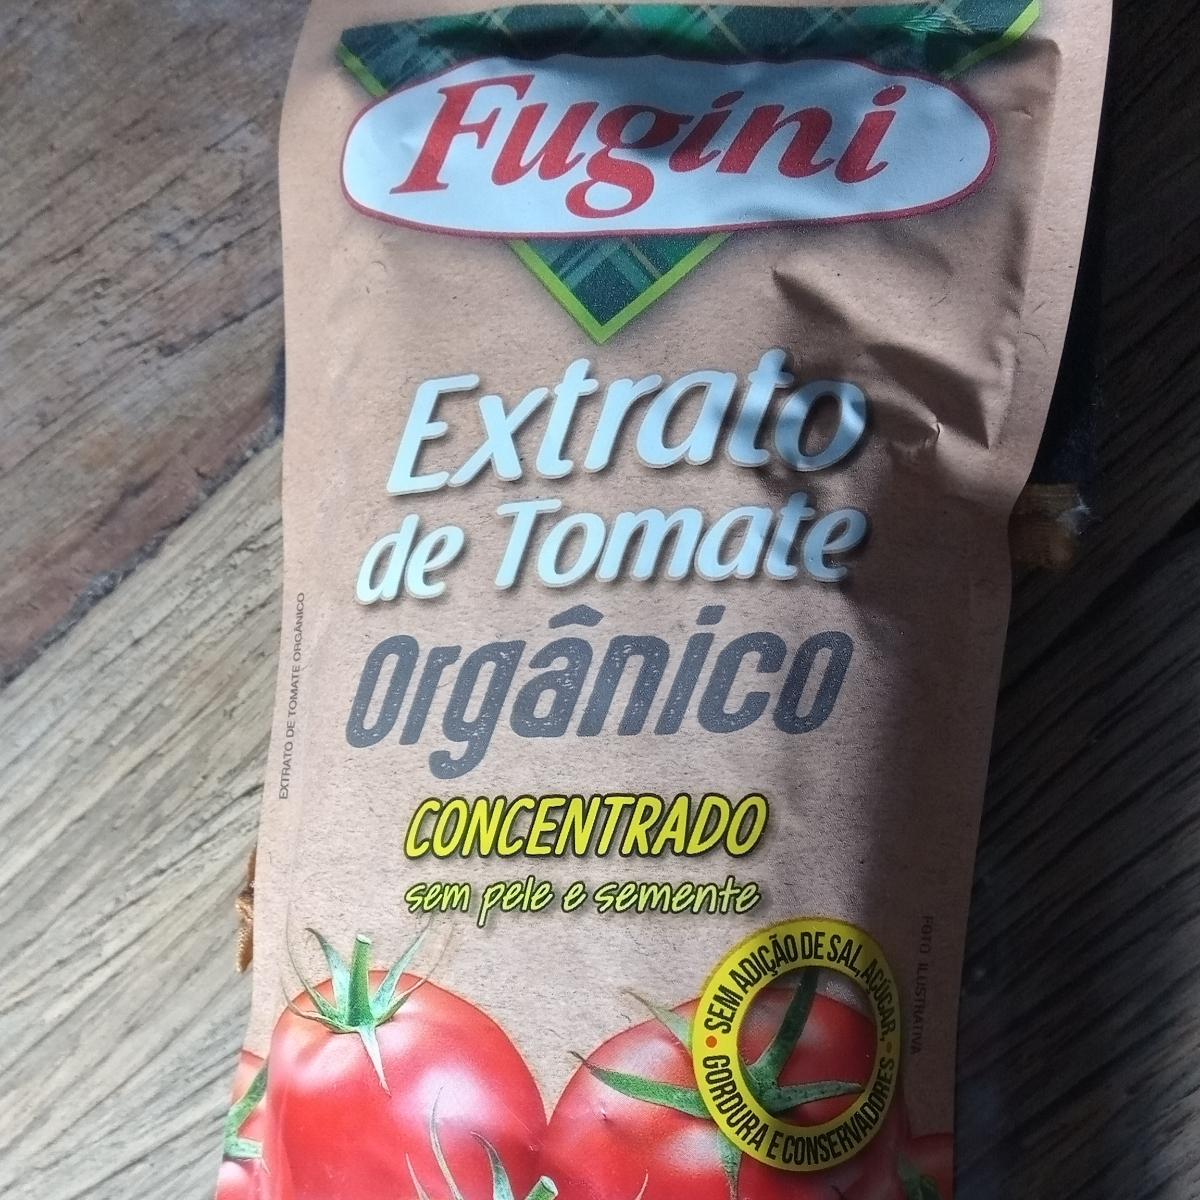 Fugini
Extrato
de Tomate
Orgânico
CONCENTRADO
sem pele e semente
EXTRATO DE TOMATE ORGÂNICO
SEM ADIÇÃO DE SAL, AÇÚCAR,
GORDURA E CONSERVADORES
FOTO ILUSTRATIVA